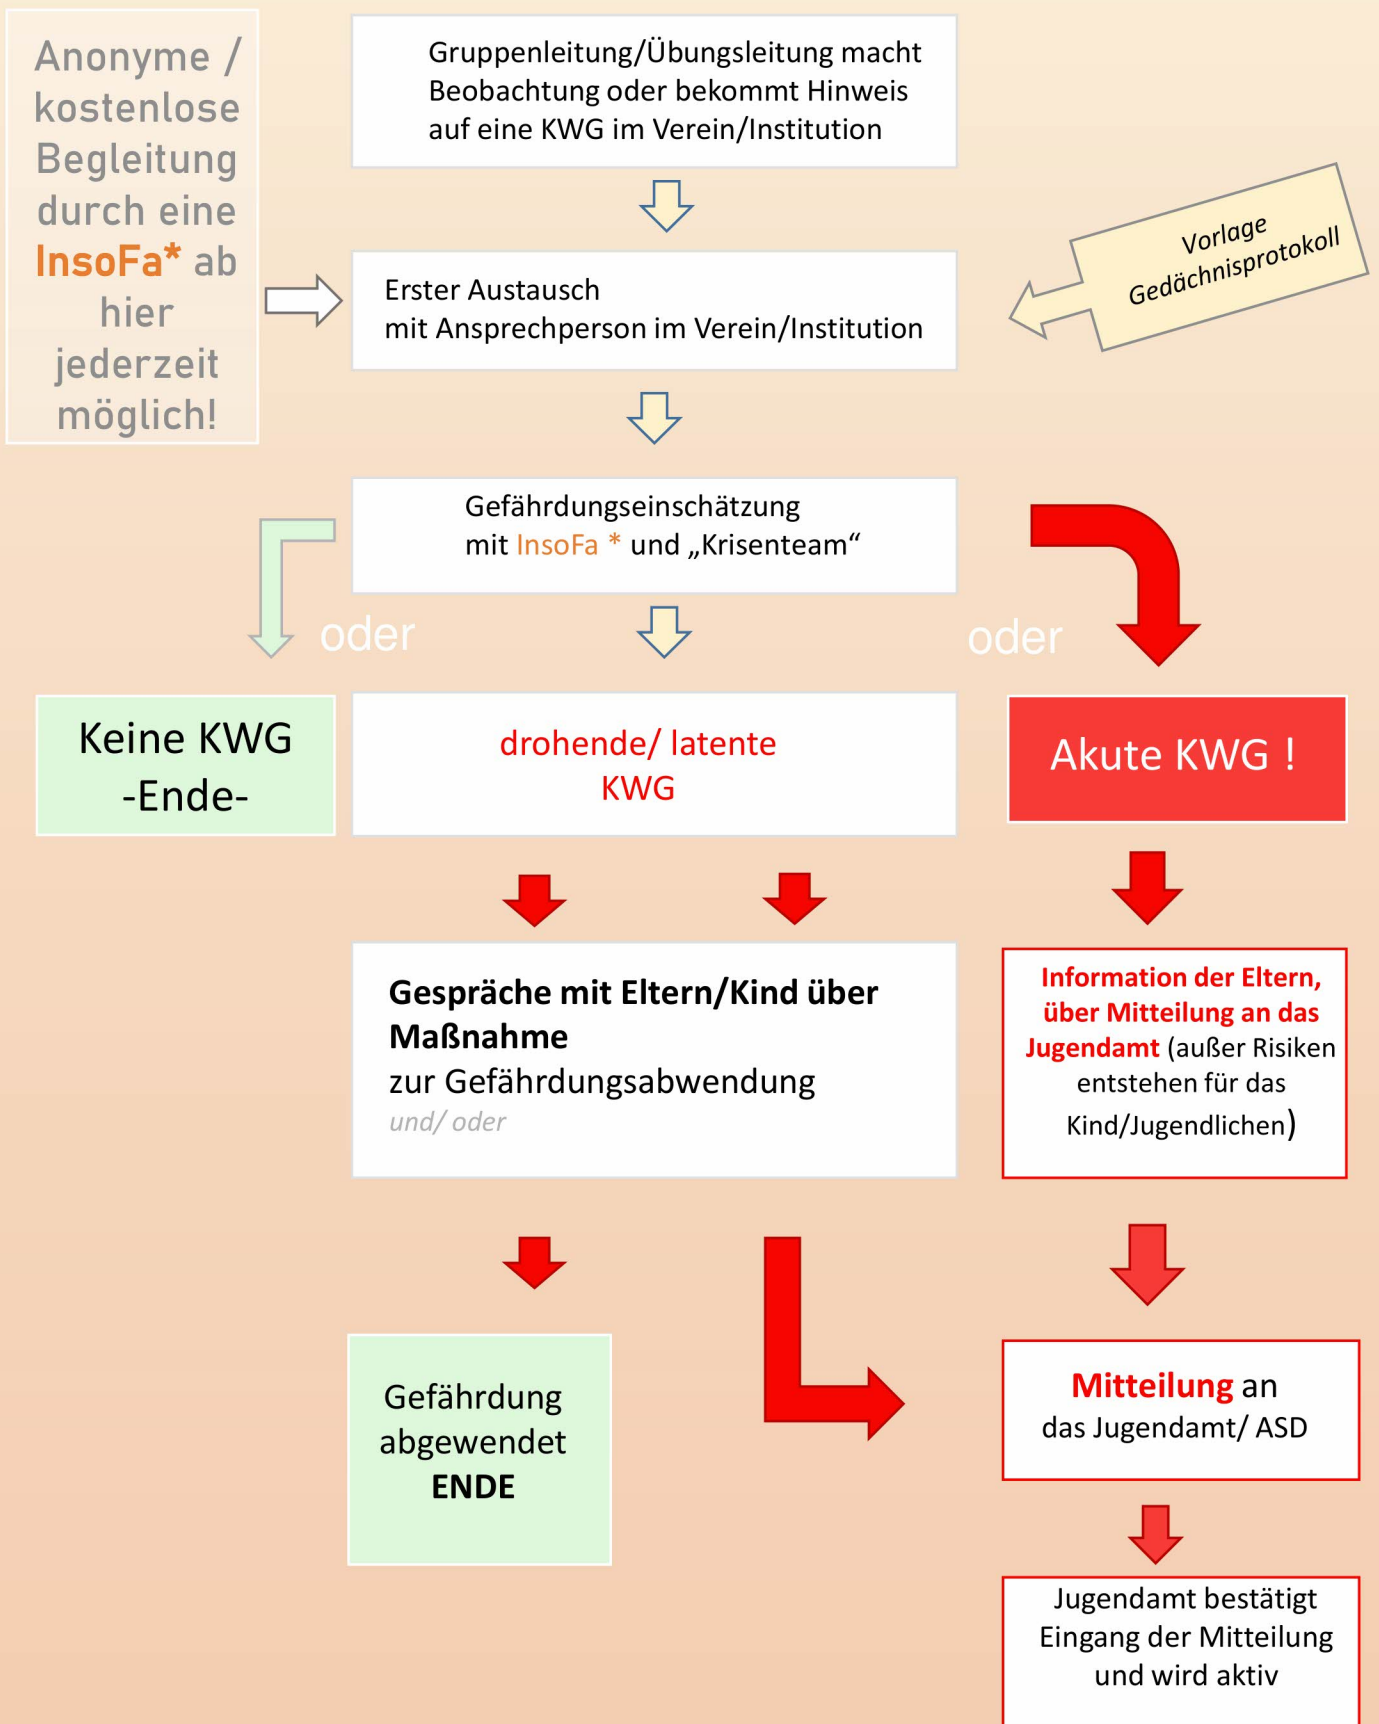 Anonyme /
kostenlose
Begleitung
durch eine
InsoFa* ab
hier
jederzeit
möglich!
Gruppenleitung/Übungsleitung macht
Beobachtung oder bekommt Hinweis
auf eine KWG im Verein/Institution
Vorlage
Gedächnisprotokoll
Erster Austausch
mit Ansprechperson im Verein/Institution
Gefährdungseinschätzung
mit InsoFa * und „Krisenteam“
oder
oder
Keine KWG
-Ende-
drohende/ latente
KWG
Akute KWG !
Gespräche mit Eltern/Kind über
Maßnahme
zur Gefährdungsabwendung
und/ oder
Information der Eltern,
über Mitteilung an das
Jugendamt (außer Risiken
entstehen für das
Kind/Jugendlichen)
Gefährdung
abgewendet
ENDE
Mitteilung an
das Jugendamt/ ASD
Jugendamt bestätigt
Eingang der Mitteilung
und wird aktiv